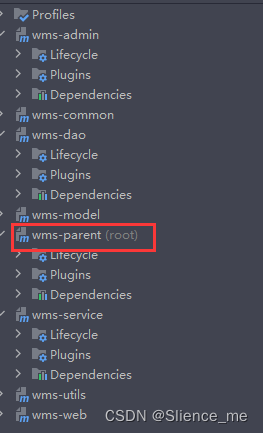 Profiles
wms-admin
Lifecycle
Plugins
Dependencies
wms-common
wms-dao
Lifecycle
Plugins
Dependencies
wms-model
wms-parent (root)
Lifecycle
Plugins
Dependencies
wms-service
Lifecycle
Plugins
Dependencies
wms-utils
wms-web
CSDN @Slience_me